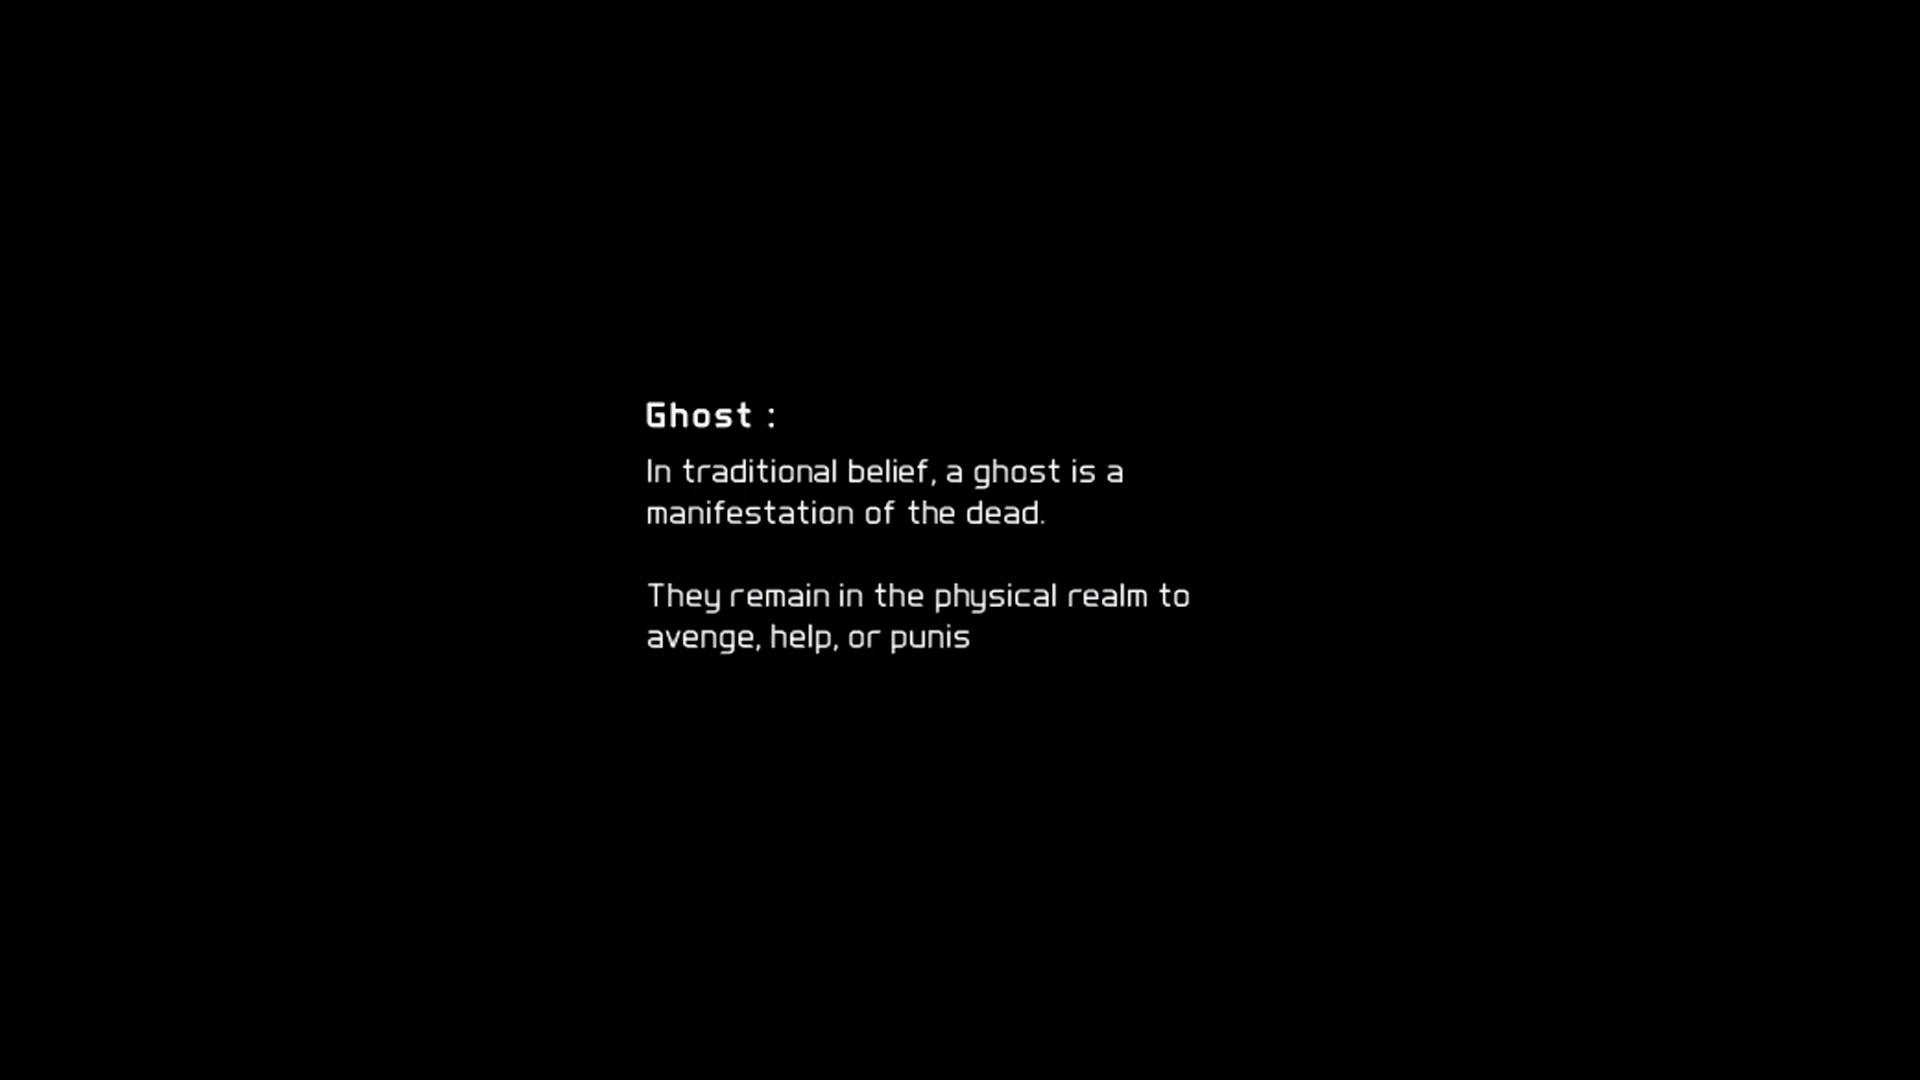 Ghost :
In traditional belief, a ghost is a
manifestation of the dead.
They remain in the physical realm to
avenge, help, or punis